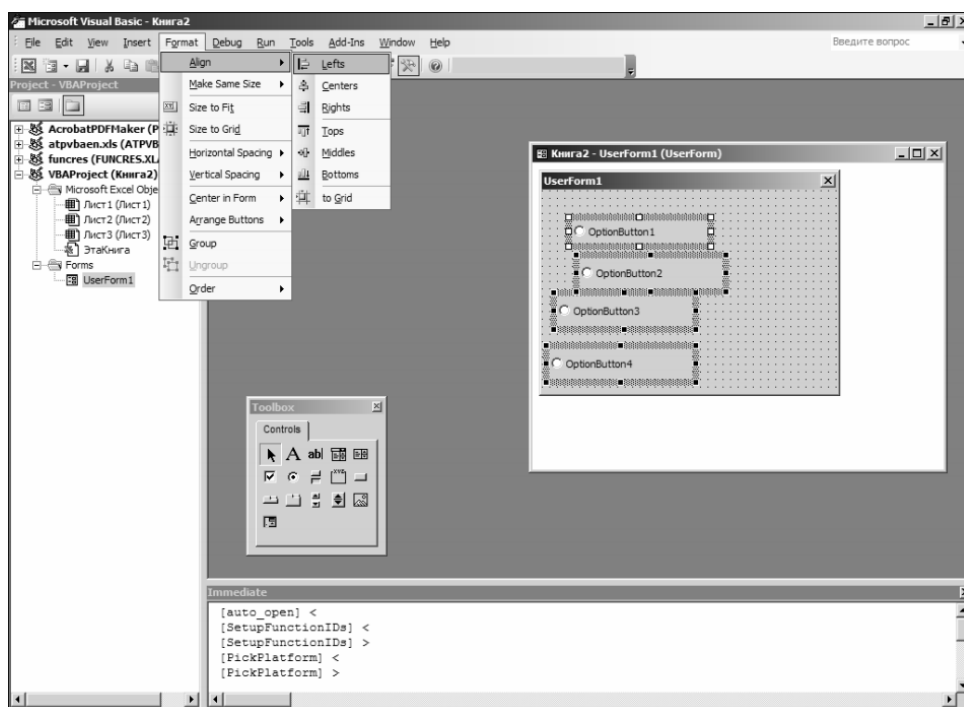 Microsoft Visual Basic - Книга2
File Edit View Insert Format Debug Run Tools Add-Ins Window Help
Введите вопрос
Project - VBAProject
AcrobatPDFMaker (P
atpvbaen.xls (ATPVB
funcres (FUNCRES.XL
VBAProject (Книга2)
Microsoft Excel Obje
Лист1 (Лист1)
Лист2 (Лист2)
Лист3 (Лист3)
ЭтаКнига
Forms
UserForm1
Align
Make Same Size
Size to Fit
Size to Grid
Horizontal Spacing
Vertical Spacing
Center in Form
Arrange Buttons
Group
Ungroup
Order
Lefts
Centers
Rights
Tops
Middles
Bottoms
to Grid
Книга2 - UserForm1 (UserForm)
UserForm1
OptionButton1
OptionButton2
OptionButton3
OptionButton4
Toolbox
Controls
A ab|
XYZ
Immediate
[auto_open] <
[SetupFunctionIDs] <
[SetupFunctionIDs] >
[PickPlatform] <
[PickPlatform] >